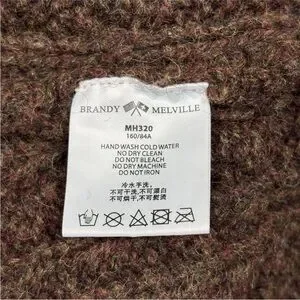 BRANDY MELVILLE
MH320
160/84A
HAND WASH COLD WATER
NO DRY CLEAN
DO NOT BLEACH
NO DRY MACHINE
DO NOT IRON
冷水手洗,
不可干洗,不可漂白
不可烘干,不可熨烫